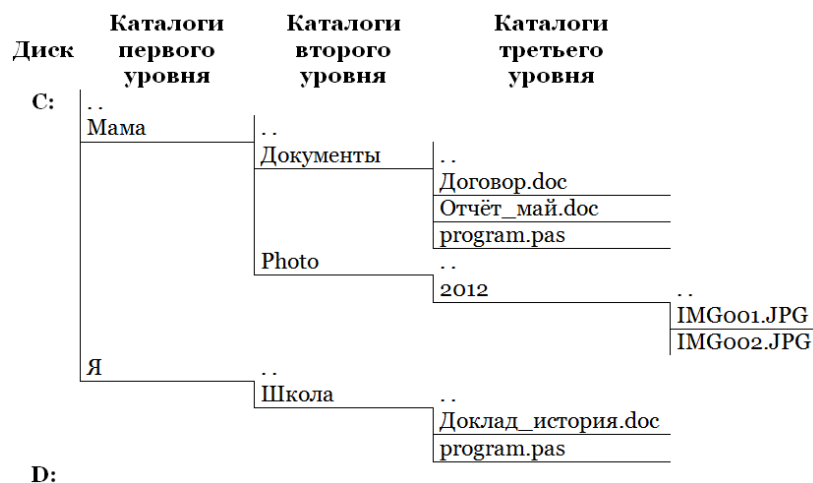 Диск
Каталоги первого уровня
Каталоги второго уровня
Каталоги третьего уровня
C:
. .
Мама
. .
Документы
. .
Договор.doc
Отчёт_май.doc
program.pas
Photo
. .
2012
. .
IMG001.JPG
IMG002.JPG
Я
. .
Школа
. .
Доклад_история.doc
program.pas
D: